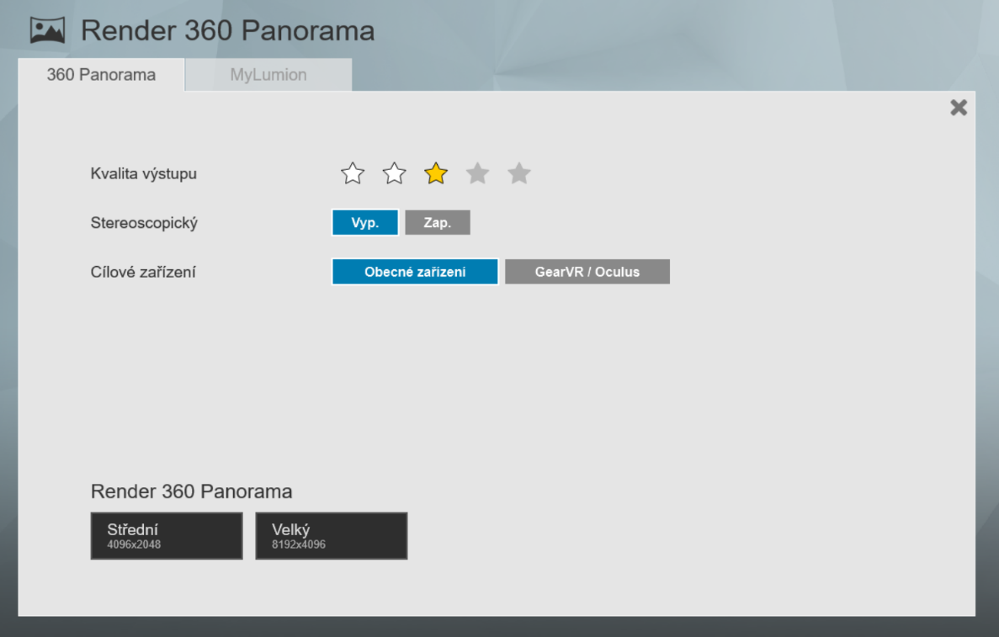 Render 360 Panorama
360 Panorama
MyLumion
Kvalita výstupu
Stereoscopický
Vyp.
Zap.
Cílové zařízení
Obecné zařízení
GearVR / Oculus
Render 360 Panorama
Střední
4096x2048
Velký
8192x4096